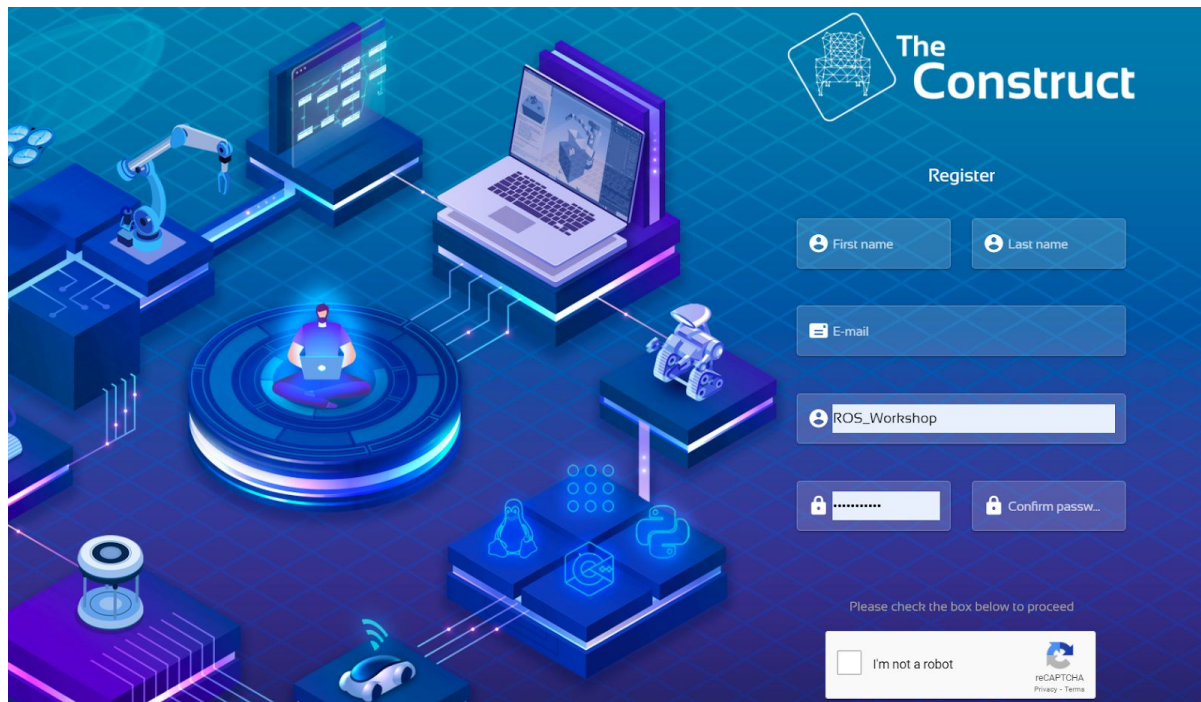 The
Construct
Register
First name
Last name
E-mail
ROS_Workshop
•••••••••••
Confirm passw...
Please check the box below to proceed
I'm not a robot
reCAPTCHA
Privacy - Terms